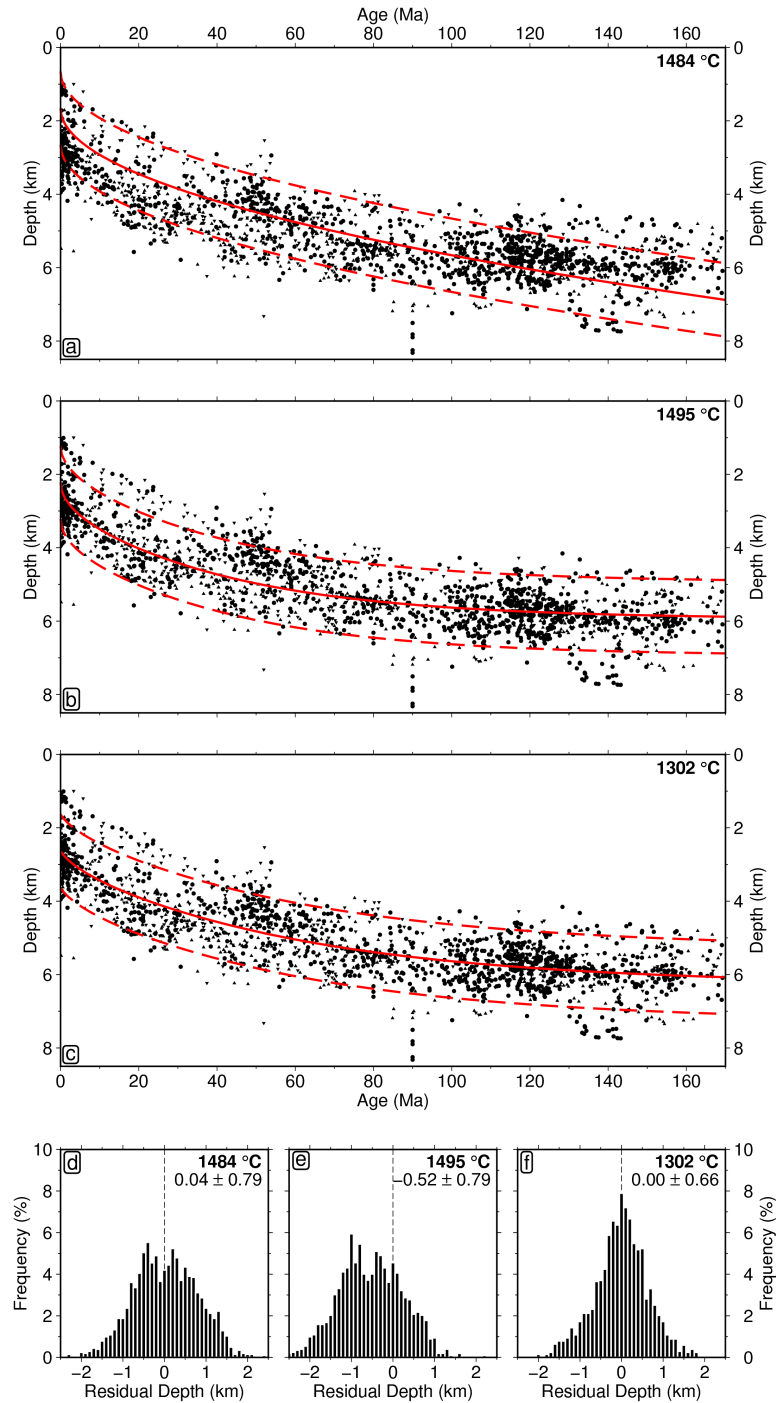 Age (Ma)
0 20 40 60 80 100 120 140 160
0 0
1484 °C
2 2
Depth (km) Depth (km)
4 4
6 6
8 8
a
0 0
1495 °C
2 2
Depth (km) Depth (km)
4 4
6 6
8 8
b
0 0
1302 °C
2 2
Depth (km) Depth (km)
4 4
6 6
8 8
c
0 20 40 60 80 100 120 140 160
Age (Ma)
10 10
d 1484 °C e 1495 °C f 1302 °C
0.04 ± 0.79 −0.52 ± 0.79 0.00 ± 0.66
8 8
6 6
Frequency (%) Frequency (%)
4 4
2 2
0 0
−2 −1 0 1 2 −2 −1 0 1 2 −2 −1 0 1 2
Residual Depth (km) Residual Depth (km) Residual Depth (km)